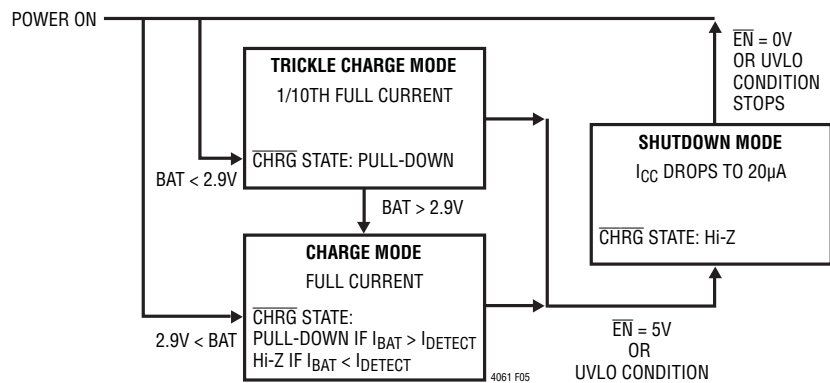 POWER ON
TRICKLE CHARGE MODE
1/10TH FULL CURRENT
CHRG STATE: PULL-DOWN
BAT < 2.9V
BAT > 2.9V
CHARGE MODE
FULL CURRENT
CHRG STATE:
PULL-DOWN IF IBAT > IDETECT
Hi-Z IF IBAT < IDETECT
2.9V < BAT
4061 F05
EN = 0V
OR UVLO
CONDITION
STOPS
SHUTDOWN MODE
ICC DROPS TO 20µA
CHRG STATE: Hi-Z
EN = 5V
OR
UVLO CONDITION